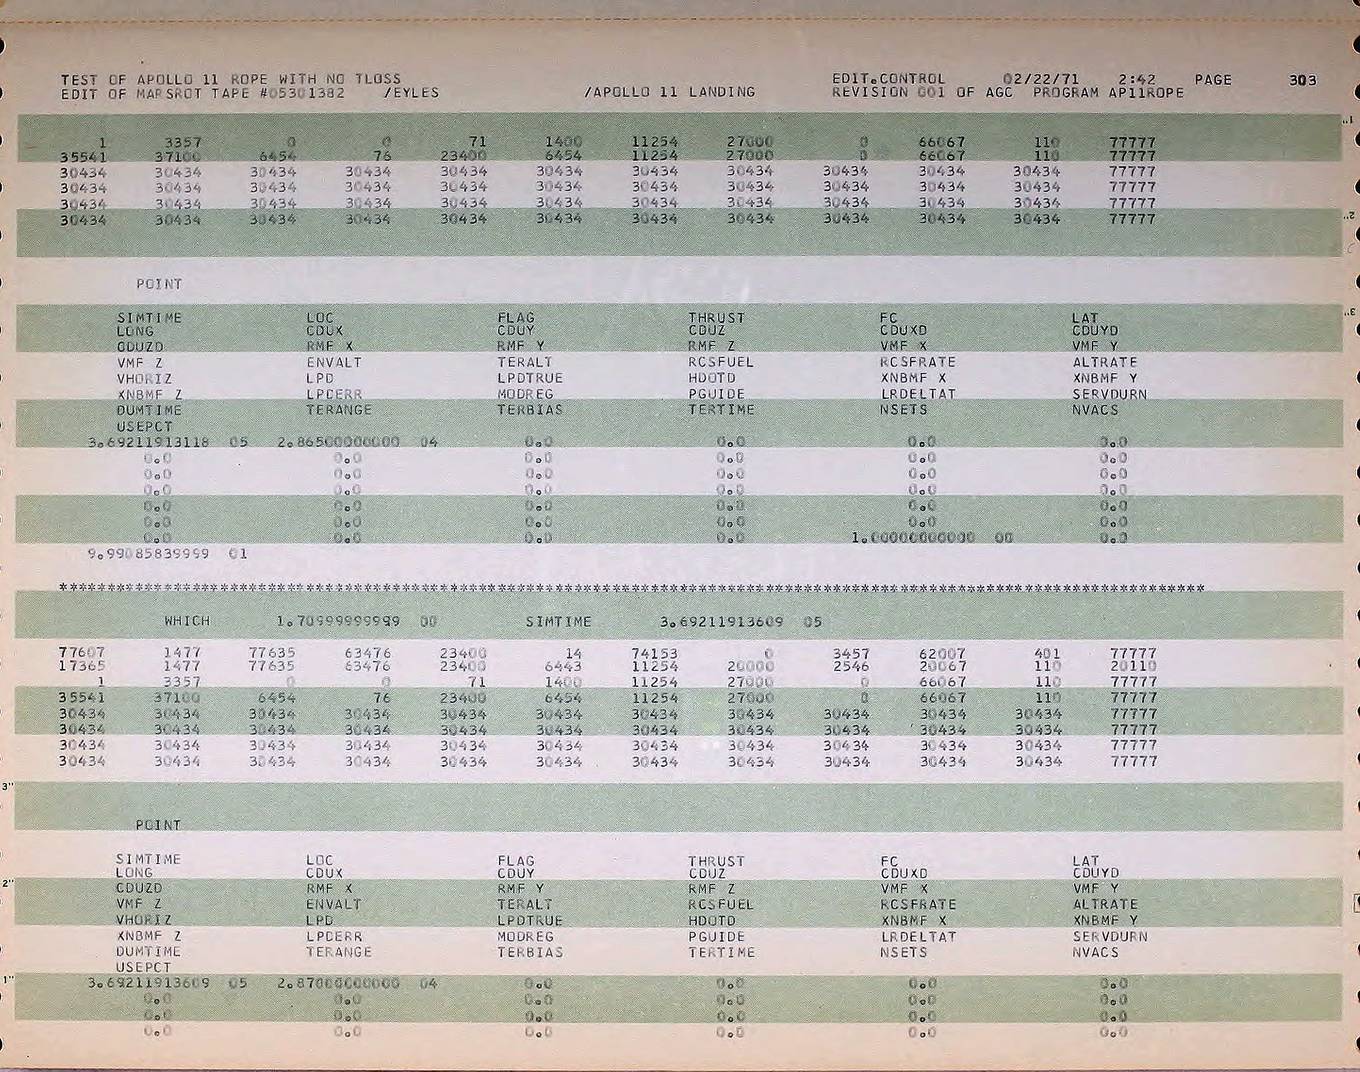 TEST OF APOLLO 11 ROPE WITH NO TLOSS EDIT.CONTROL 02/22/71 2:42 PAGE 303
EDIT OF MARSROT TAPE #05301382 /EYLES /APOLLO 11 LANDING REVISION 001 OF AGC PROGRAM AP11ROPE
1 3357 0 0 71 1400 11254 27000 0 66067 110 77777
35541 37100 6454 76 23400 6454 11254 27000 0 66067 110 77777
30434 30434 30434 30434 30434 30434 30434 30434 30434 30434 30434 77777
30434 30434 30434 30434 30434 30434 30434 30434 30434 30434 30434 77777
30434 30434 30434 30434 30434 30434 30434 30434 30434 30434 30434 77777
30434 30434 30434 30434 30434 30434 30434 30434 30434 30434 30434 77777
POINT
SIMTIME LOC FLAG THRUST FC LAT
LONG CDUX CDUY CDUZ CDUXD CDUYD
CDUZD RMF X RMF Y RMF Z VMF X VMF Y
VMF Z ENVALT TERALT RCSFUEL RCSFRATE ALTRATE
VHORIZ LPD LPDTRUE HDOTD XNBMF X XNBMF Y
XNBMF Z LPDERR MODREG PGUIDE LRDELTAT SERVDURN
DUMTIME TERANGE TERBIAS TERTIME NSETS NVACS
USEPCT
3.69211913118 05 2.86500000000 04 0.0 0.0 0.0 0.0
0.0 0.0 0.0 0.0 0.0 0.0
0.0 0.0 0.0 0.0 0.0 0.0
0.0 0.0 0.0 0.0 0.0 0.0
0.0 0.0 0.0 0.0 0.0 0.0
0.0 0.0 0.0 0.0 0.0 0.0
0.0 0.0 0.0 0.0 1.00000000000 00 0.0
9.99085839999 01
************************************************************************************************************************
WHICH 1.70999999999 00 SIMTIME 3.69211913609 05
77607 1477 77635 63476 23400 14 74153 0 3457 62007 401 77777
17365 1477 77635 63476 23400 6443 11254 20000 2546 20067 110 20110
1 3357 0 0 71 1400 11254 27000 0 66067 110 77777
35541 37100 6454 76 23400 6454 11254 27000 0 66067 110 77777
30434 30434 30434 30434 30434 30434 30434 30434 30434 30434 30434 77777
30434 30434 30434 30434 30434 30434 30434 30434 30434 30434 30434 77777
30434 30434 30434 30434 30434 30434 30434 30434 30434 30434 30434 77777
30434 30434 30434 30434 30434 30434 30434 30434 30434 30434 30434 77777
POINT
SIMTIME LOC FLAG THRUST FC LAT
LONG CDUX CDUY CDUZ CDUXD CDUYD
CDUZD RMF X RMF Y RMF Z VMF X VMF Y
VMF Z ENVALT TERALT RCSFUEL RCSFRATE ALTRATE
VHORIZ LPD LPDTRUE HDOTD XNBMF X XNBMF Y
XNBMF Z LPDERR MODREG PGUIDE LRDELTAT SERVDURN
DUMTIME TERANGE TERBIAS TERTIME NSETS NVACS
USEPCT
3.69211913609 05 2.87000000000 04 0.0 0.0 0.0 0.0
0.0 0.0 0.0 0.0 0.0 0.0
0.0 0.0 0.0 0.0 0.0 0.0
0.0 0.0 0.0 0.0 0.0 0.0
3"
2"
1"
1"
2"
3"